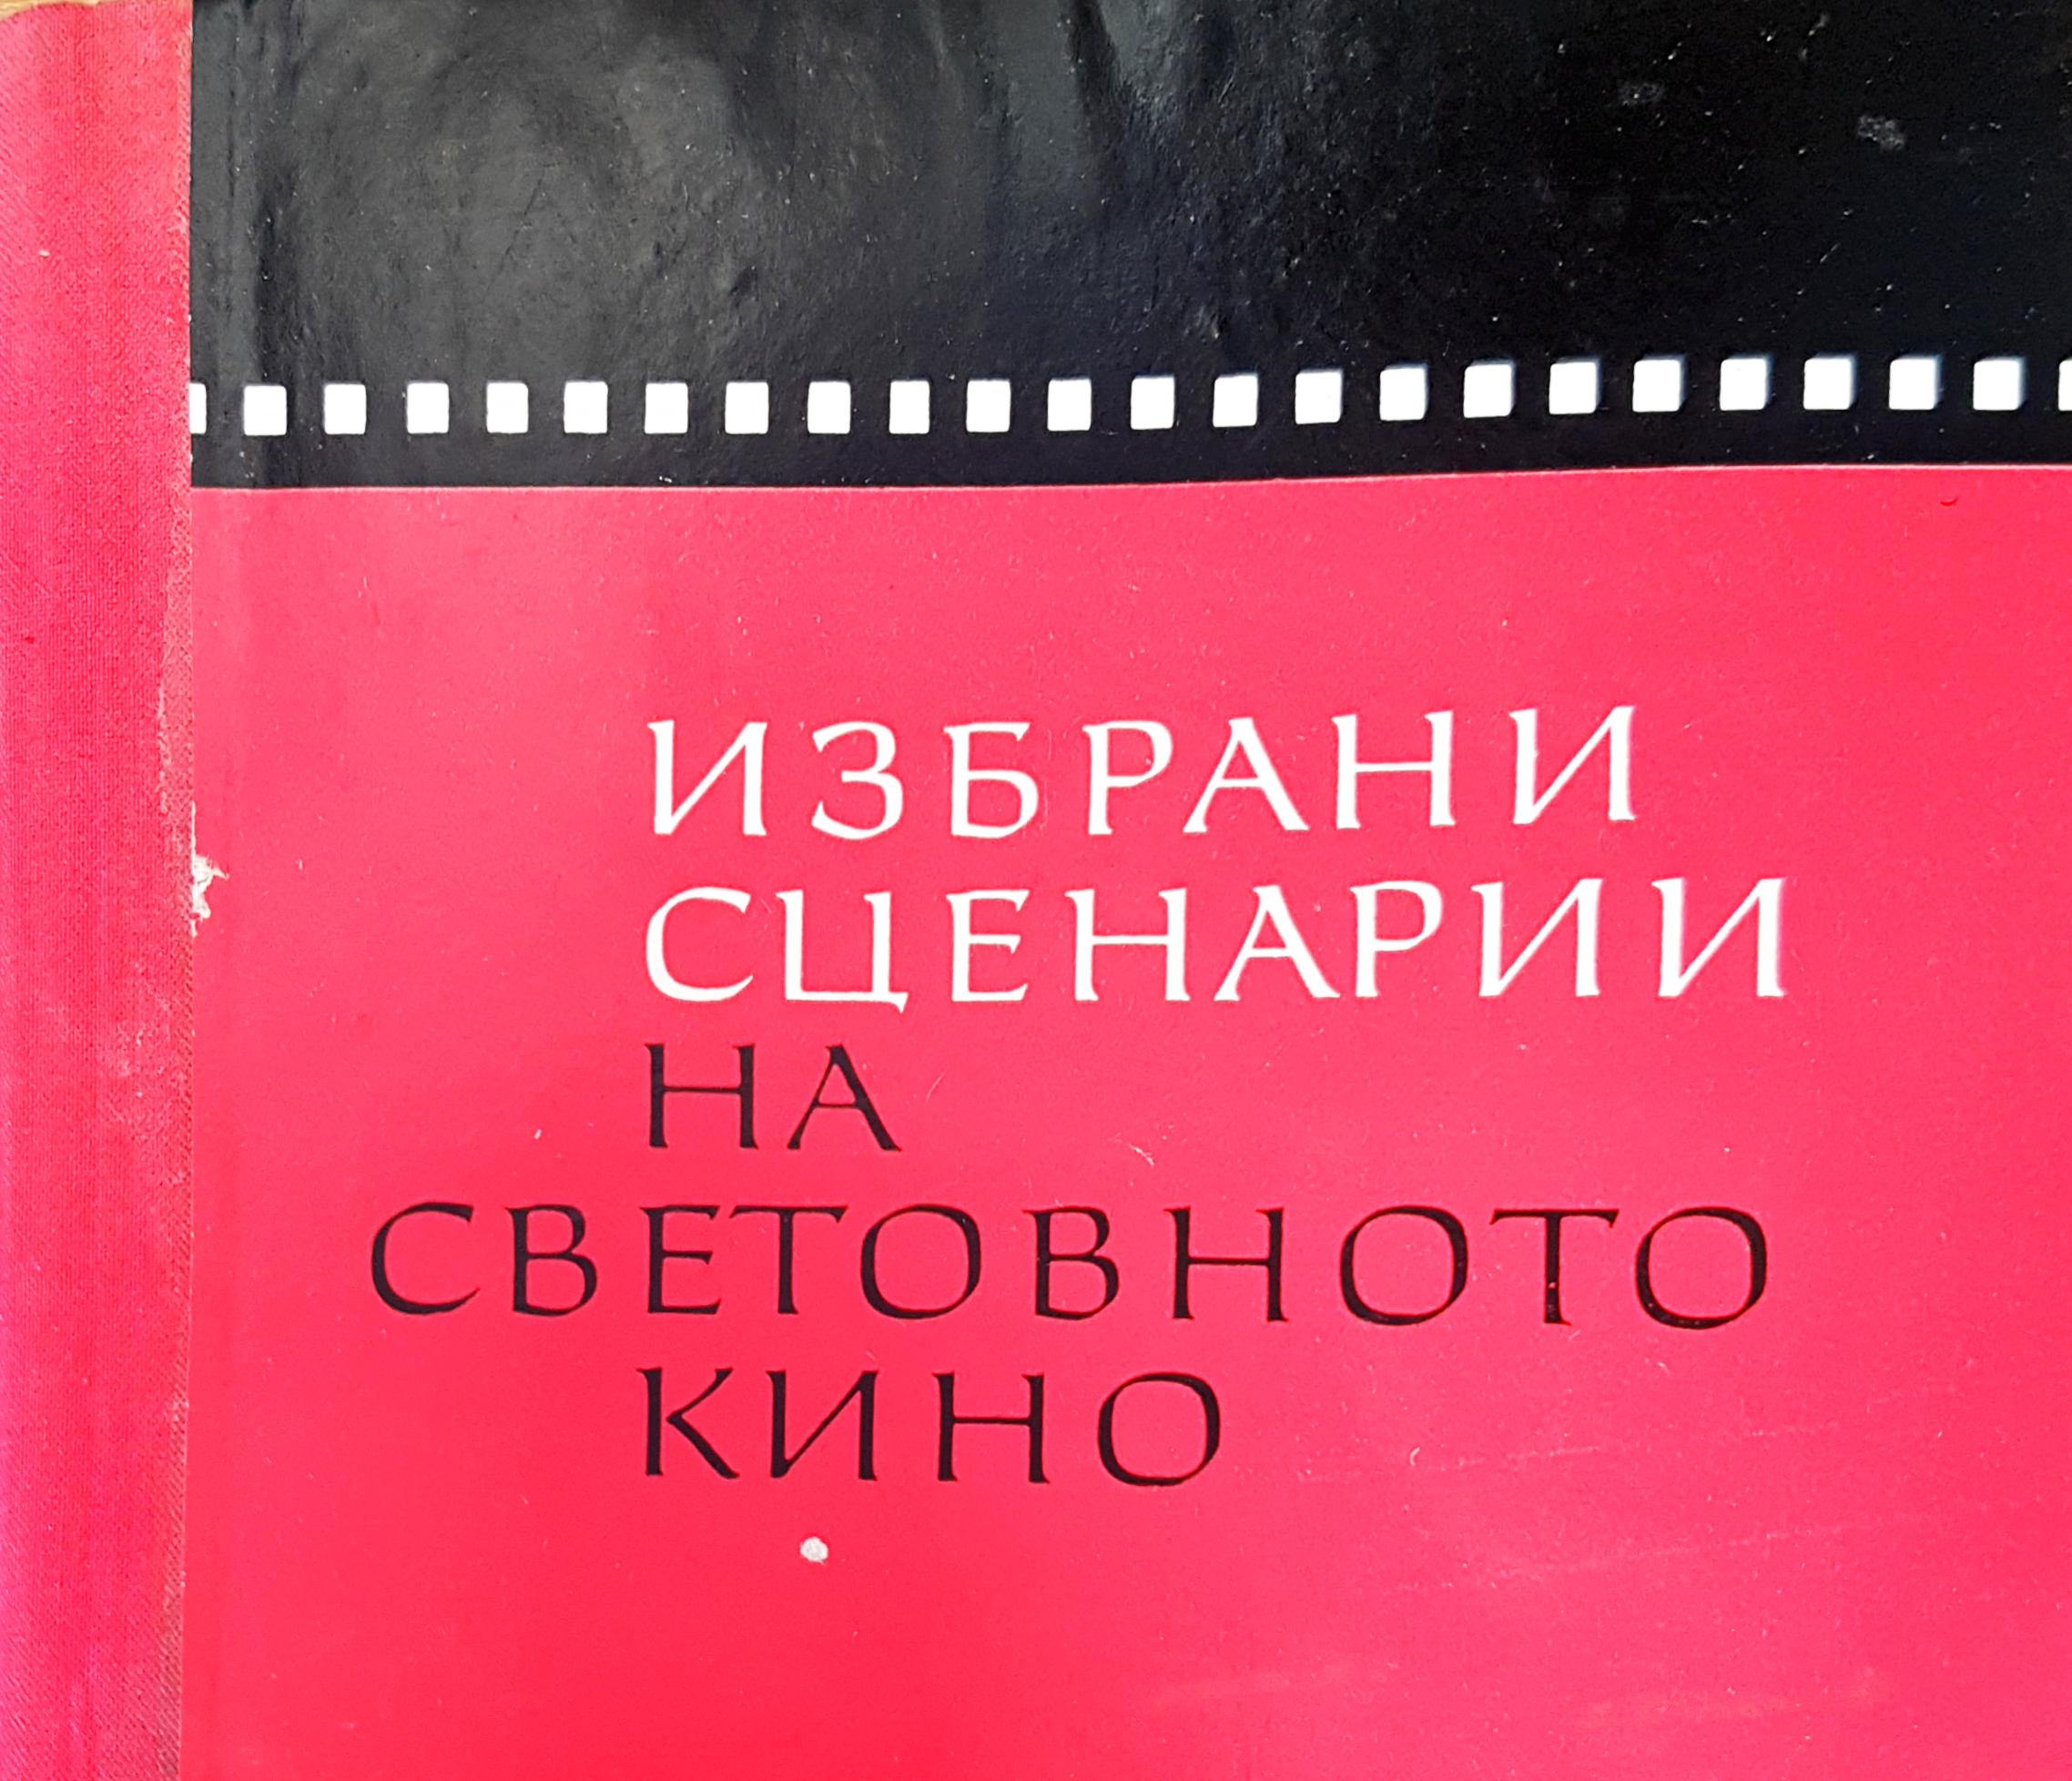 ИЗБРАНИ
СЦЕНАРИИ
НА
СВЕТОВНОТО
КИНО